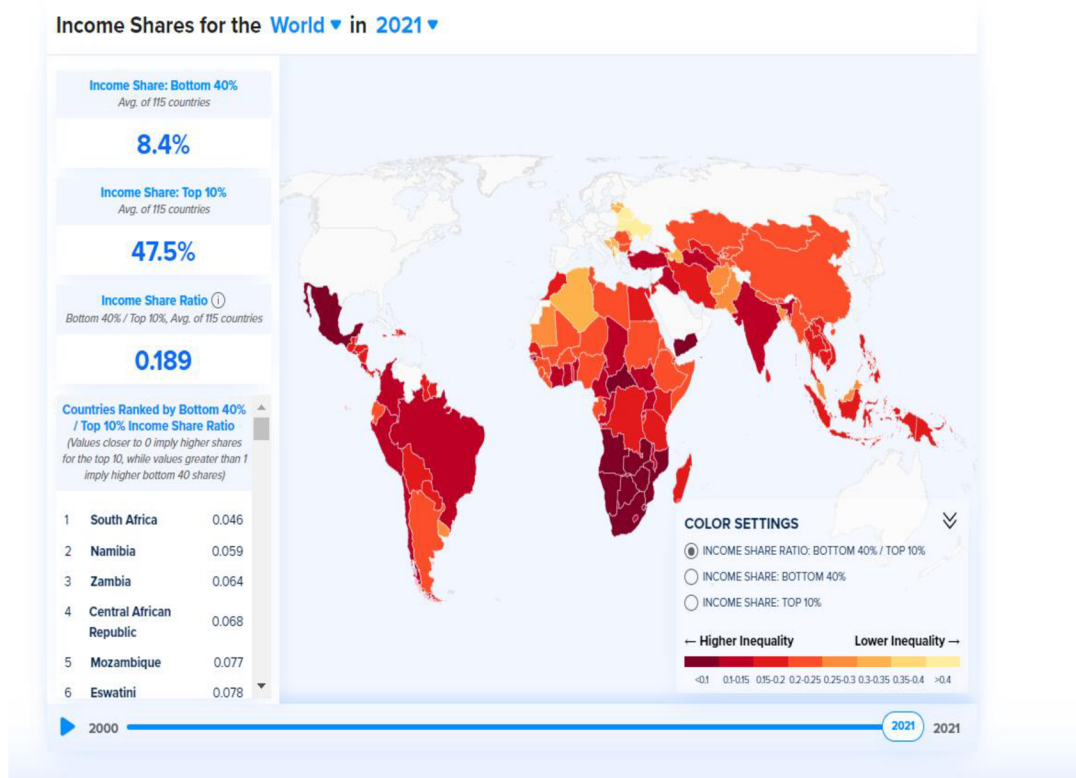 Income Shares for the World in 2021
Income Share: Bottom 40%
Avg. of 115 countries
8.4%
Income Share: Top 10%
Avg. of 115 countries
47.5%
Income Share Ratio i
Bottom 40% / Top 10%, Avg. of 115 countries
0.189
Countries Ranked by Bottom 40%
/ Top 10% Income Share Ratio
(Values closer to 0 imply higher shares
for the top 10, while values greater than 1
imply higher bottom 40 shares)
1 South Africa 0.046
2 Namibia 0.059
3 Zambia 0.064
4 Central African
Republic 0.068
5 Mozambique 0.077
6 Eswatini 0.078
COLOR SETTINGS
INCOME SHARE RATIO: BOTTOM 40% / TOP 10%
INCOME SHARE: BOTTOM 40%
INCOME SHARE: TOP 10%
← Higher Inequality Lower Inequality →
<0.1 0.1-0.15 0.15-0.2 0.2-0.25 0.25-0.3 0.3-0.35 0.35-0.4 >0.4
2000 2021 2021